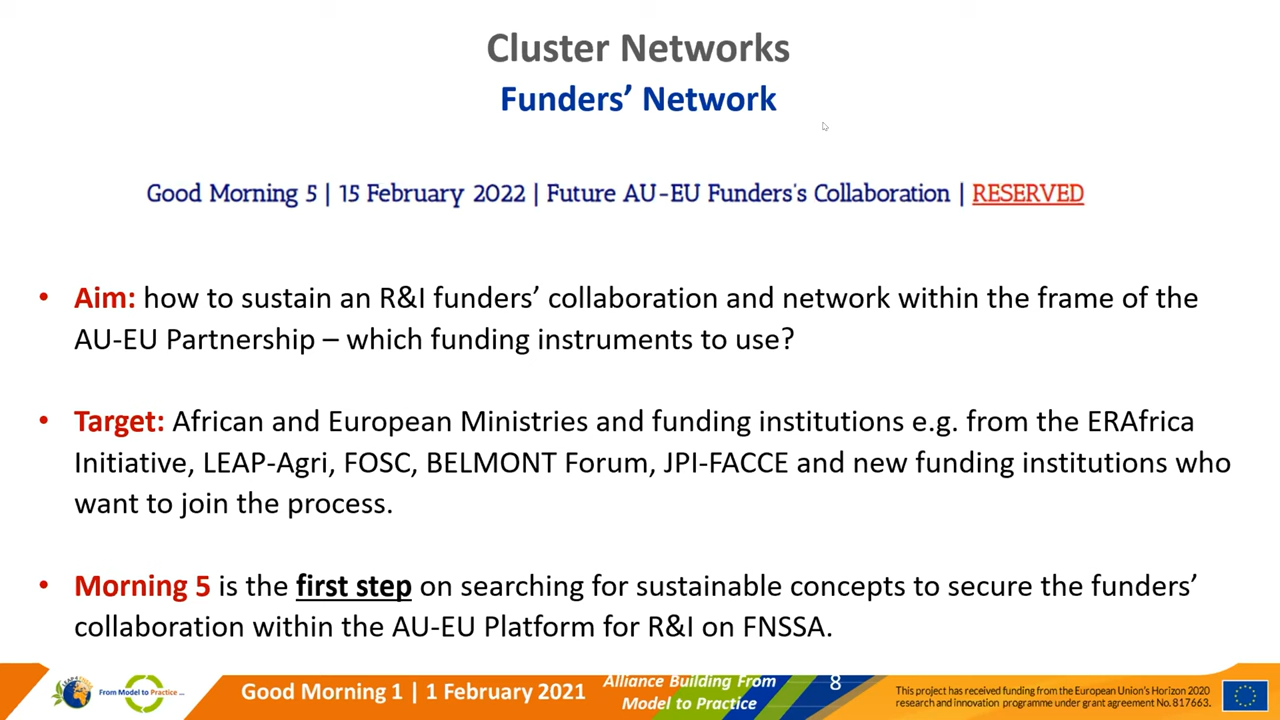 Cluster Networks
Funders’ Network
Good Morning 5 | 15 February 2022 | Future AU-EU Funders's Collaboration | RESERVED
• Aim: how to sustain an R&I funders’ collaboration and network within the frame of the
AU-EU Partnership – which funding instruments to use?
• Target: African and European Ministries and funding institutions e.g. from the ERAfrica
Initiative, LEAP-Agri, FOSC, BELMONT Forum, JPI-FACCE and new funding institutions who
want to join the process.
• Morning 5 is the first step on searching for sustainable concepts to secure the funders’
collaboration within the AU-EU Platform for R&I on FNSSA.
From Model to Practice ...
Good Morning 1 | 1 February 2021
Alliance Building From
Model to Practice
8
This project has received funding from the European Union's Horizon 2020
research and innovation programme under grant agreement No. 817663.